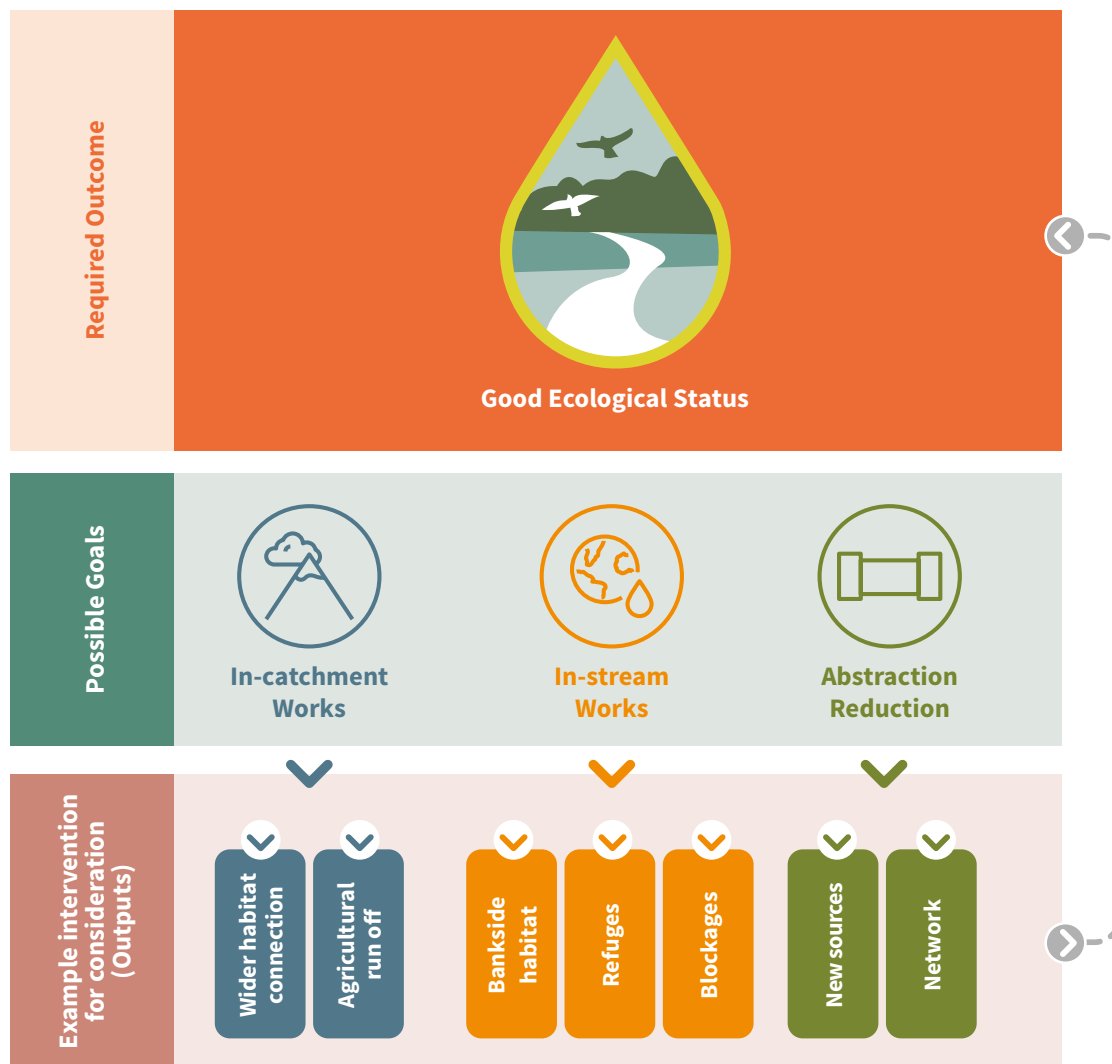 Required Outcome
Good Ecological Status
Possible Goals
In-catchment
Works
In-stream
Works
Abstraction
Reduction
Example intervention
for consideration
(Outputs)
Wider habitat
connection
Agricultural
run off
Bankside
habitat
Refuges
Blockages
New sources
Network